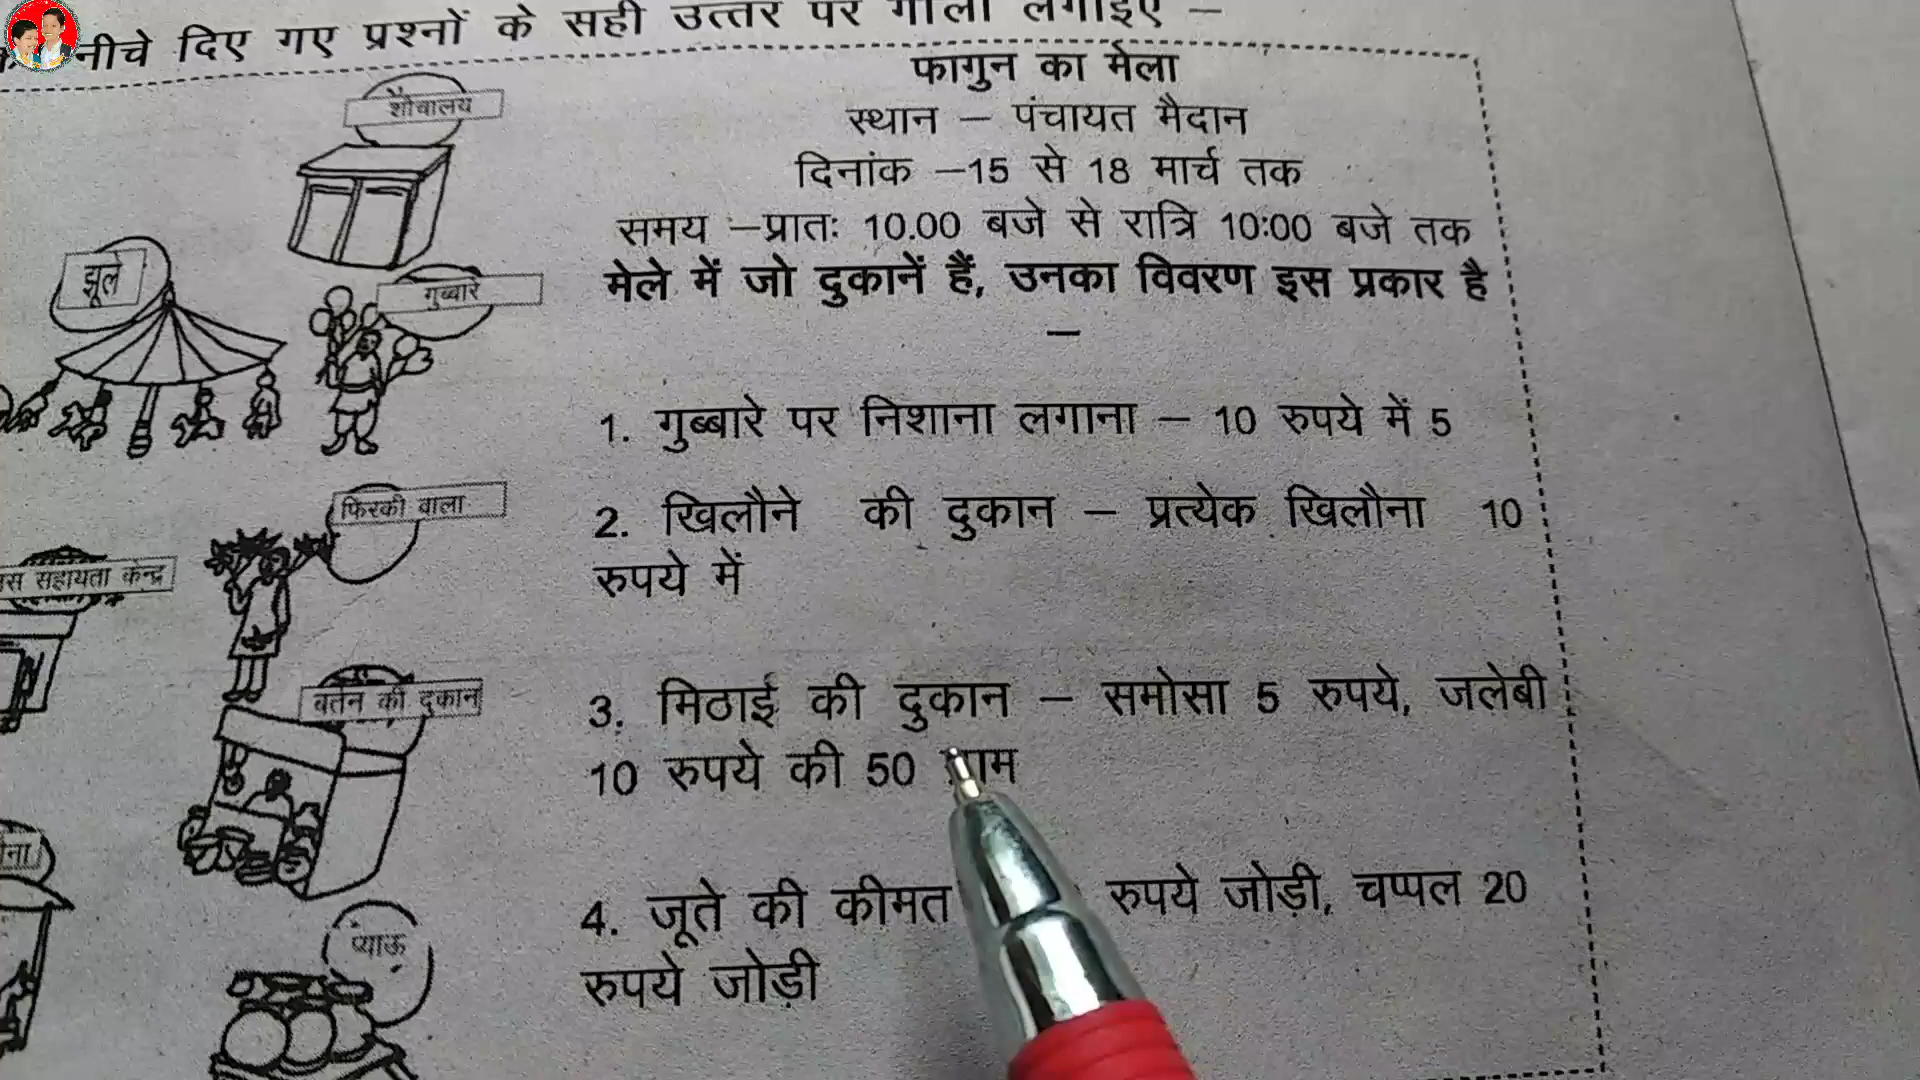 नीचे दिए गए प्रश्नों के सही उत्तर पर गोला लगाइए –
फागुन का मेला
स्थान – पंचायत मैदान
दिनांक –15 से 18 मार्च तक
समय –प्रातः 10.00 बजे से रात्रि 10:00 बजे तक
मेले में जो दुकानें हैं, उनका विवरण इस प्रकार है
–
1. गुब्बारे पर निशाना लगाना – 10 रुपये में 5
2. खिलौने की दुकान – प्रत्येक खिलौना 10
रुपये में
3. मिठाई की दुकान – समोसा 5 रुपये, जलेबी
10 रुपये की 50
4. जूते की कीमत रुपये जोड़ी, चप्पल 20
रुपये जोड़ी
शौचालय
झूले
गुब्बारे
फिरकी वाला
सहायता केन्द्र
बर्तन की दुकान
प्याऊ